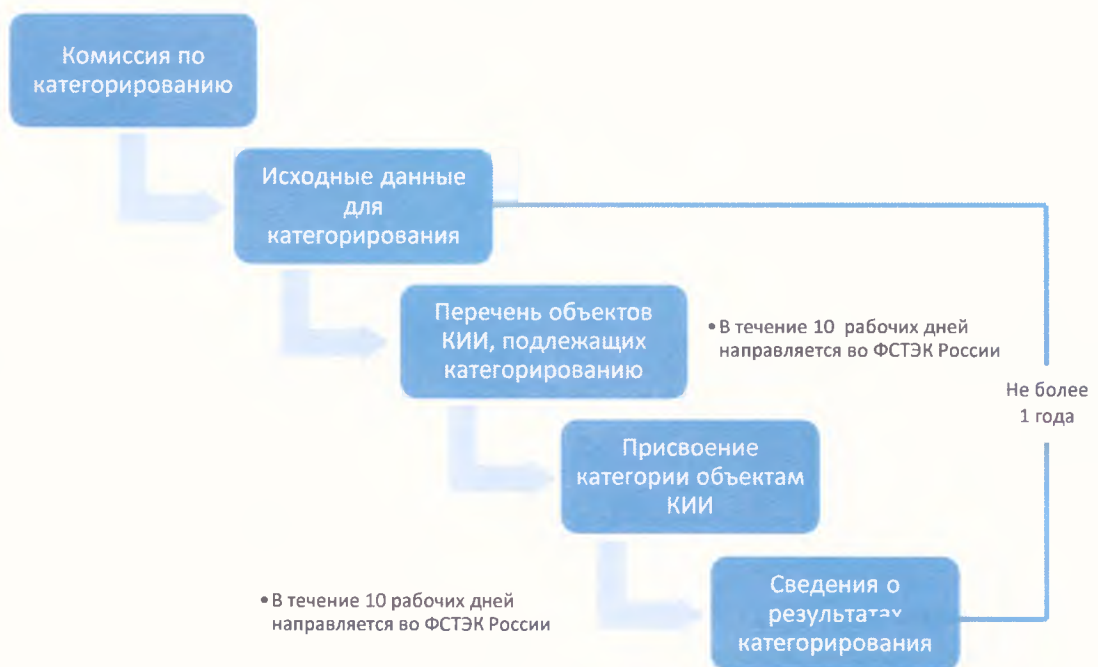 Комиссия по
категорированию
Исходные данные
для
категорирования
Перечень объектов
КИИ, подлежащих
категорированию
• В течение 10 рабочих дней
направляется во ФСТЭК России
Не более
1 года
Присвоение
категории объектам
КИИ
• В течение 10 рабочих дней
направляется во ФСТЭК России
Сведения о
результатах
категорирования